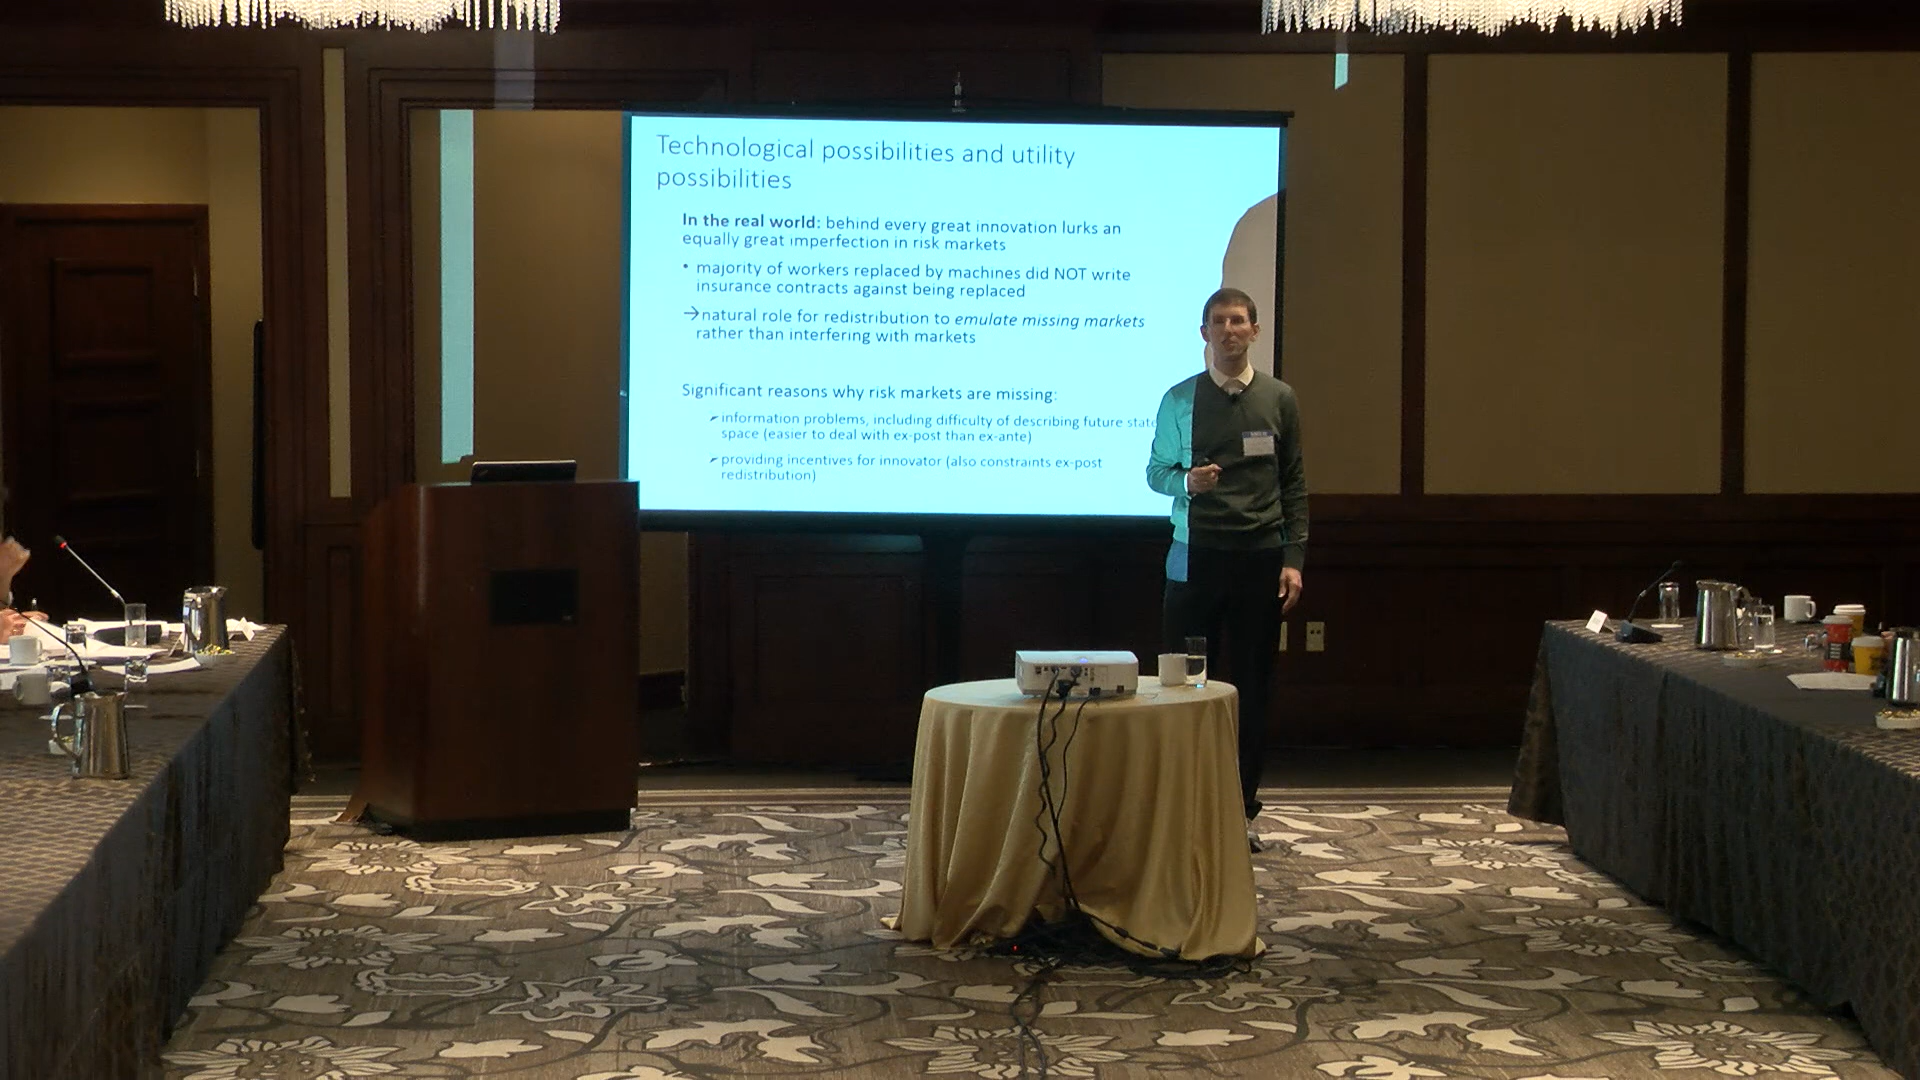 Technological possibilities and utility
possibilities
In the real world: behind every great innovation lurks an
equally great imperfection in risk markets
• majority of workers replaced by machines did NOT write
insurance contracts against being replaced
→natural role for redistribution to emulate missing markets
rather than interfering with markets
Significant reasons why risk markets are missing:
➢information problems, including difficulty of describing future state
space (easier to deal with ex-post than ex-ante)
➢providing incentives for innovator (also constraints ex-post
redistribution)